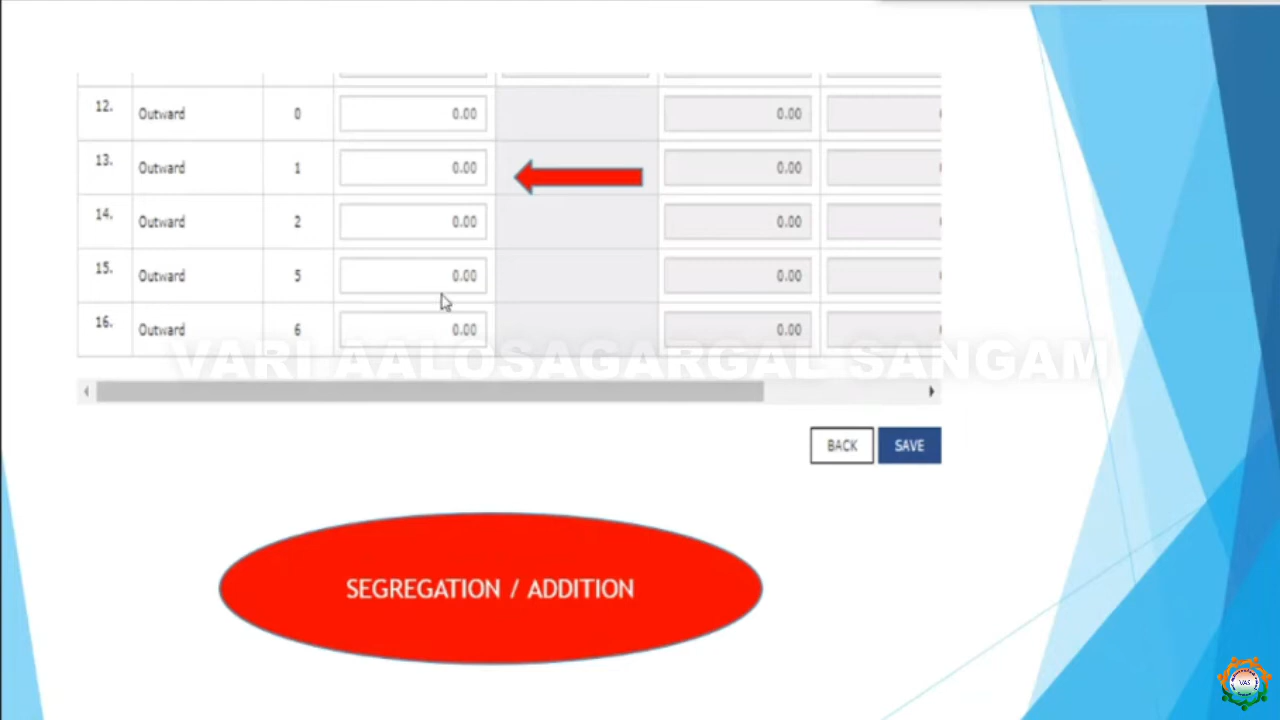 12. Outward 0 0.00 0.00
13. Outward 1 0.00 0.00
14. Outward 2 0.00 0.00
15. Outward 5 0.00 0.00
16. Outward 6 0.00 0.00
VARI AALOSAGARGAL SANGAM
BACK SAVE
SEGREGATION / ADDITION
VAS